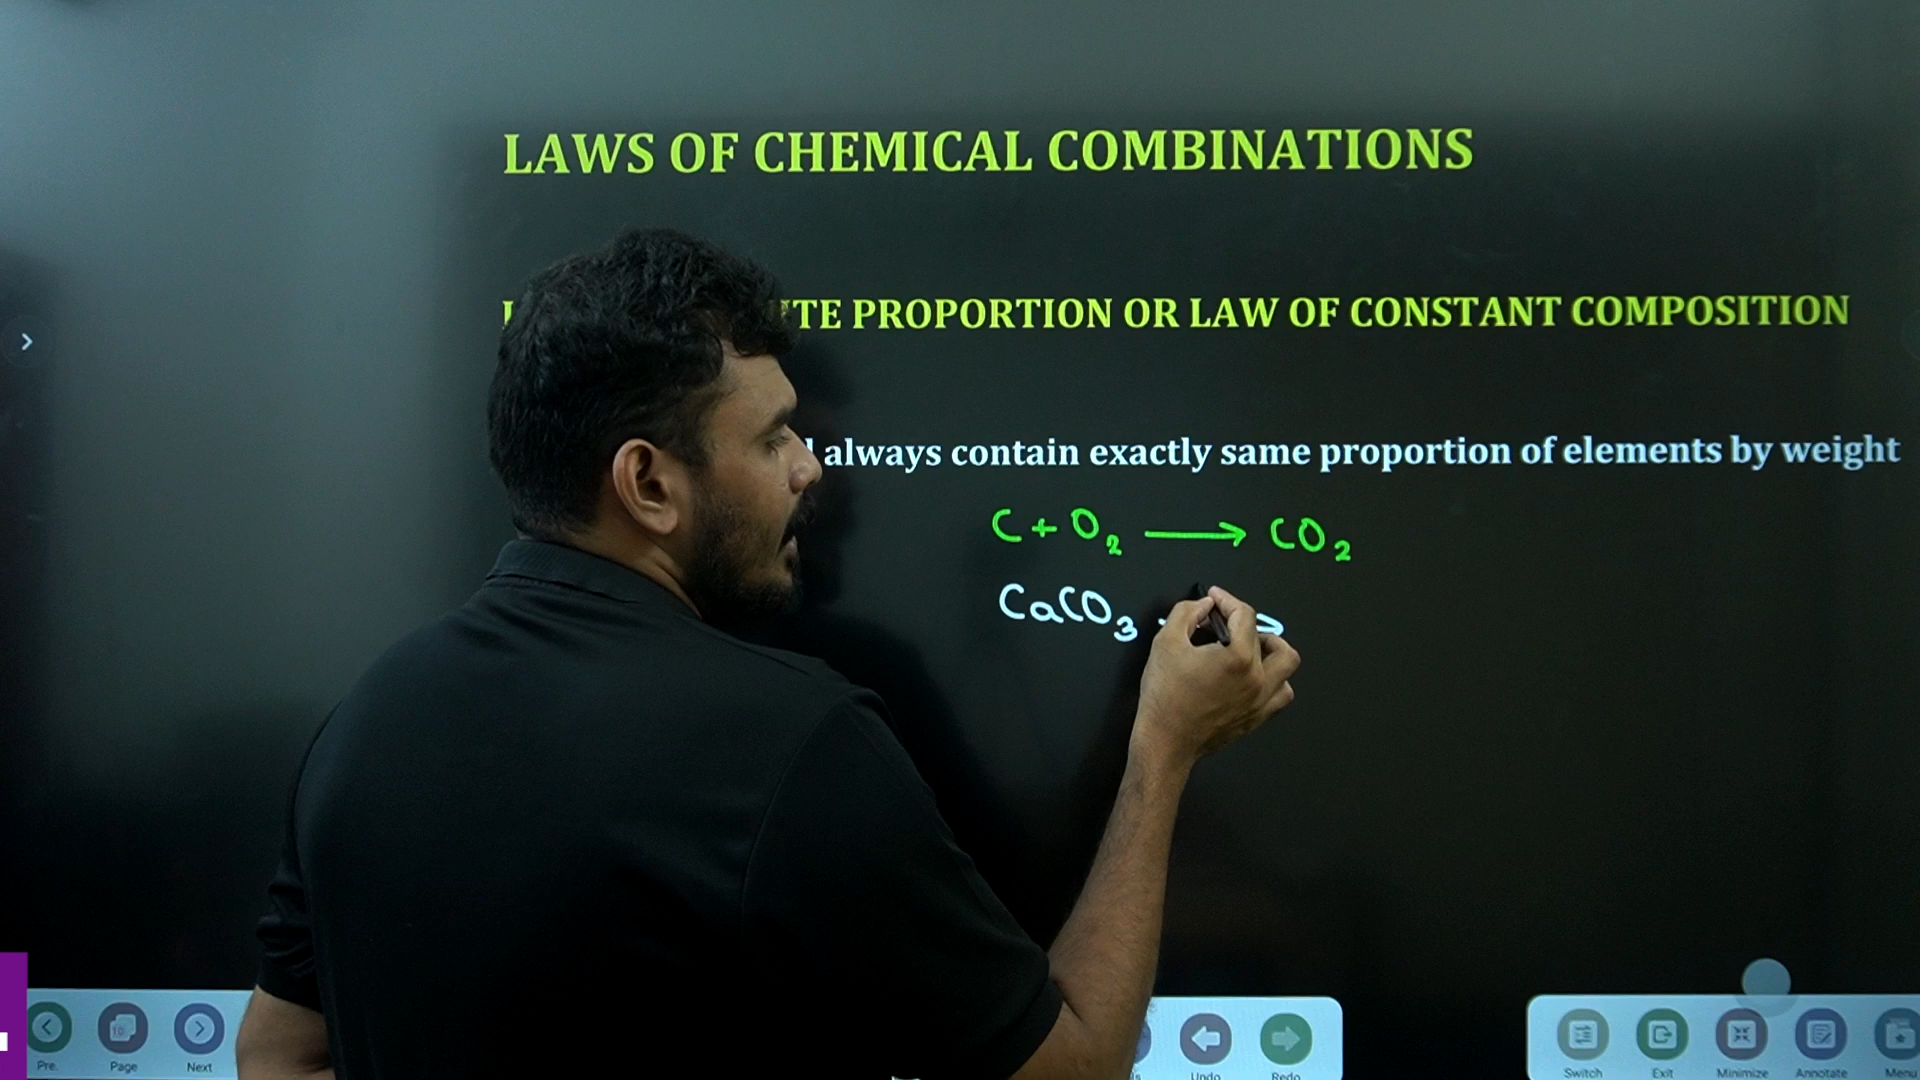 LAWS OF CHEMICAL COMBINATIONS
PROPORTION OR LAW OF CONSTANT COMPOSITION
always contain exactly same proportion of elements by weight
C + O₂ ⟶ CO₂
CaCO₃
Pre. Page Next Undo Redo Switch Exit Minimize Annotate Menu